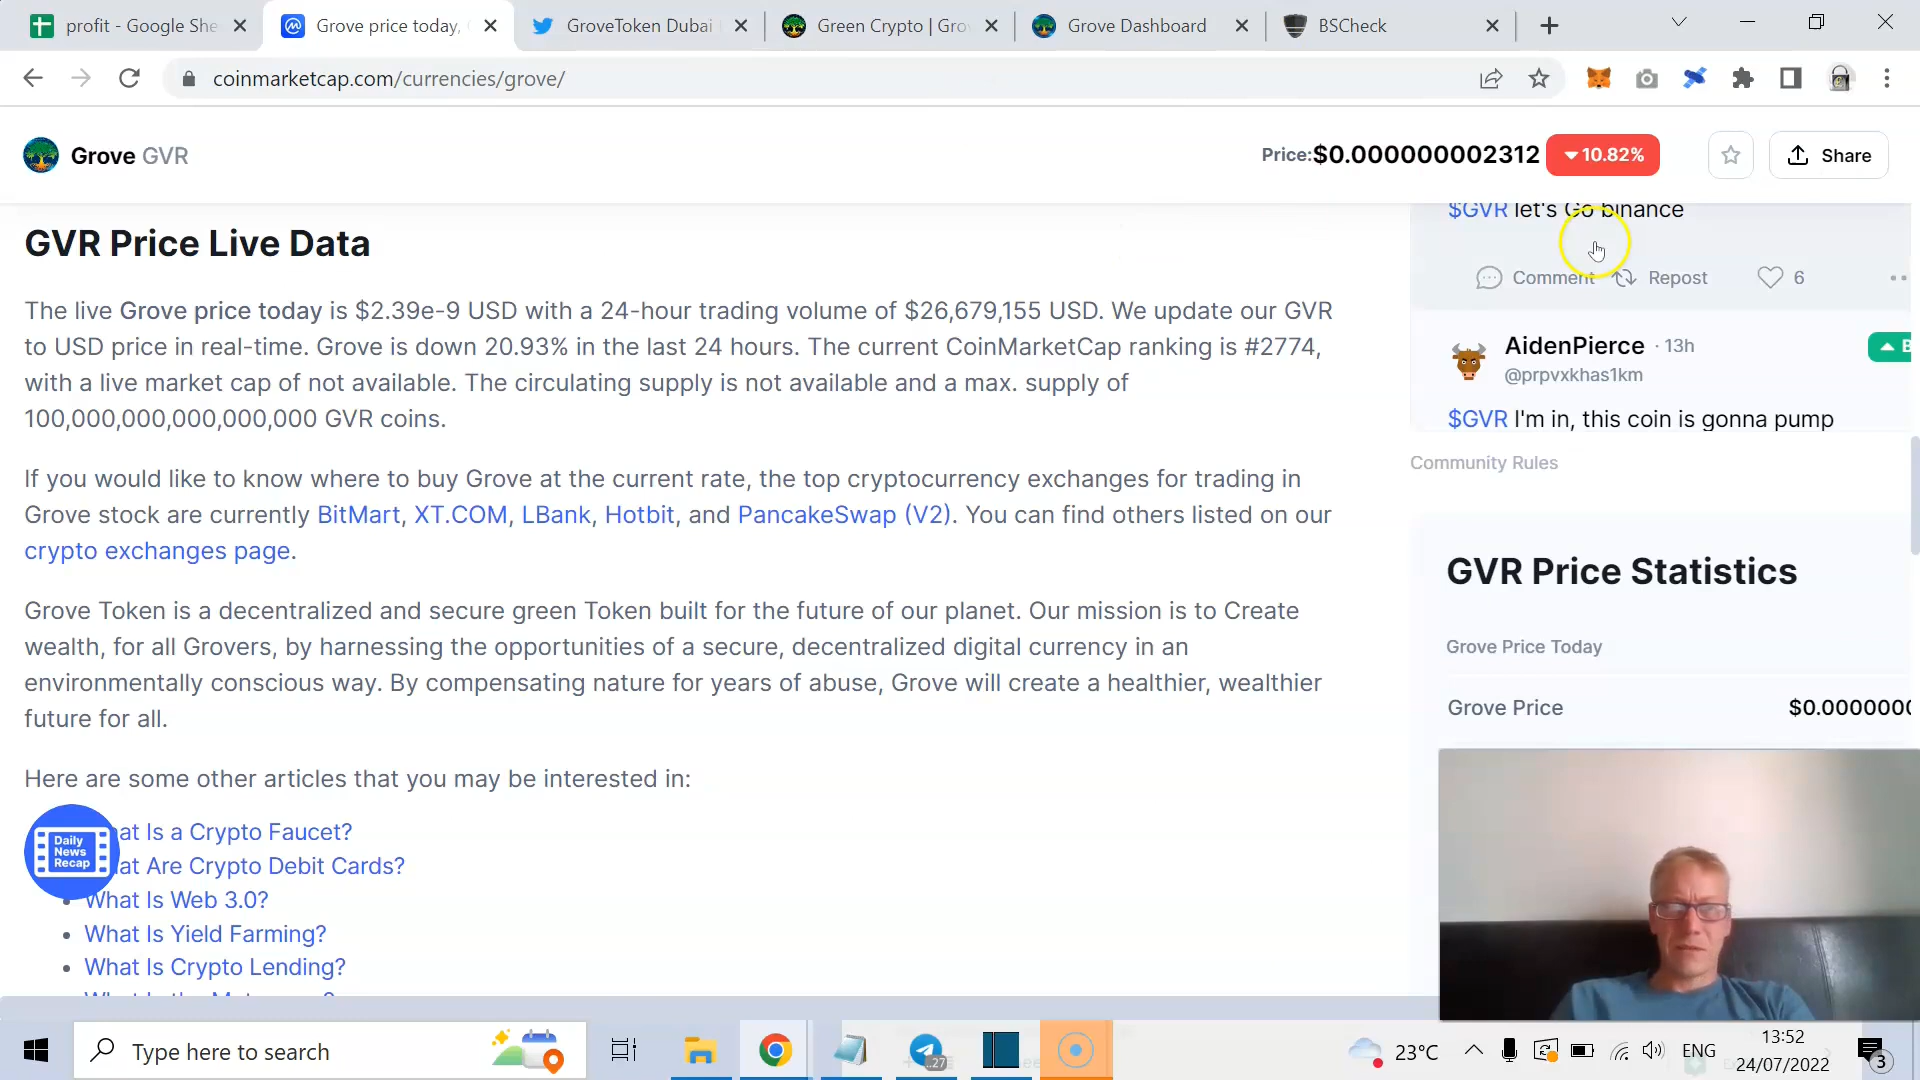 profit - Google She
Grove price today,
GroveToken Dubai
Green Crypto | Gro
Grove Dashboard
BSCheck
coinmarketcap.com/currencies/grove/
Grove GVR
Price:$0.000000002312
10.82%
Share
GVR Price Live Data
The live Grove price today is $2.39e-9 USD with a 24-hour trading volume of $26,679,155 USD. We update our GVR
to USD price in real-time. Grove is down 20.93% in the last 24 hours. The current CoinMarketCap ranking is #2774,
with a live market cap of not available. The circulating supply is not available and a max. supply of
100,000,000,000,000,000 GVR coins.
If you would like to know where to buy Grove at the current rate, the top cryptocurrency exchanges for trading in
Grove stock are currently BitMart, XT.COM, LBank, Hotbit, and PancakeSwap (V2). You can find others listed on our
crypto exchanges page.
Grove Token is a decentralized and secure green Token built for the future of our planet. Our mission is to Create
wealth, for all Grovers, by harnessing the opportunities of a secure, decentralized digital currency in an
environmentally conscious way. By compensating nature for years of abuse, Grove will create a healthier, wealthier
future for all.
Here are some other articles that you may be interested in:
at Is a Crypto Faucet?
at Are Crypto Debit Cards?
What Is Web 3.0?
What Is Yield Farming?
What Is Crypto Lending?
Daily
News
Recap
$GVR let's Go binance
Comment
Repost
6
AidenPierce · 13h
B
@prpvxkhas1km
$GVR I'm in, this coin is gonna pump
Community Rules
GVR Price Statistics
Grove Price Today
Grove Price
$0.0000000
Type here to search
27
23°C
ENG
13:52
24/07/2022
3